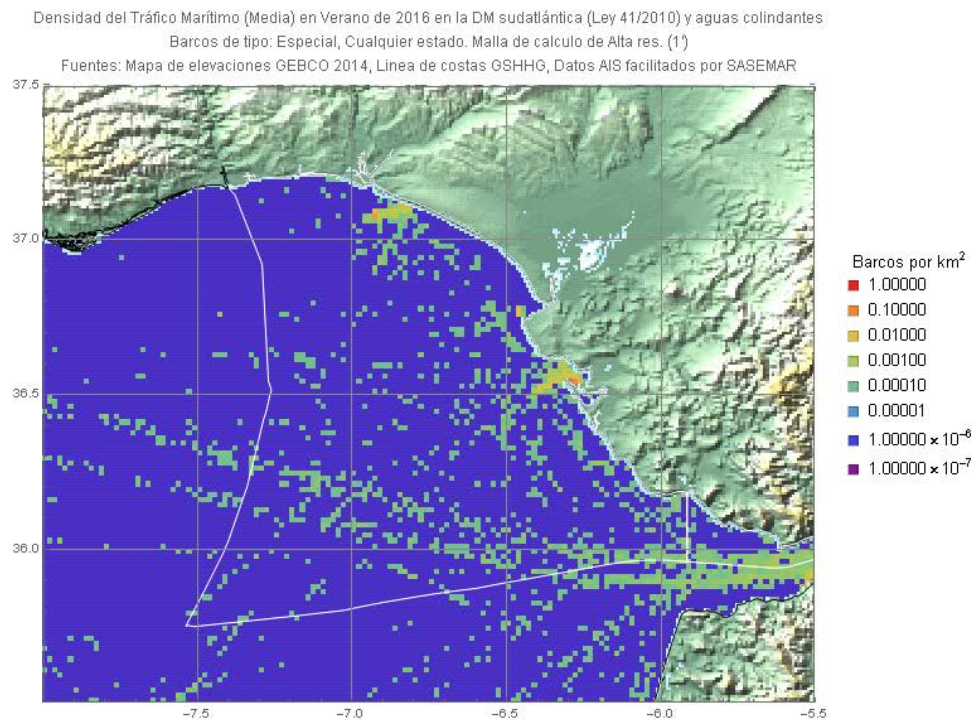 Densidad del Tráfico Marítimo (Media) en Verano de 2016 en la DM sudatlántica (Ley 41/2010) y aguas colindantes
Barcos de tipo: Especial, Cualquier estado. Malla de calculo de Alta res. (1')
Fuentes: Mapa de elevaciones GEBCO 2014, Linea de costas GSHHG, Datos AIS facilitados por SASEMAR
37.5
37.0
36.5
36.0
Barcos por km²
1.00000
0.10000
0.01000
0.00100
0.00010
0.00001
1.00000 × 10⁻⁶
1.00000 × 10⁻⁷
-7.5 -7.0 -6.5 -6.0 -5.5